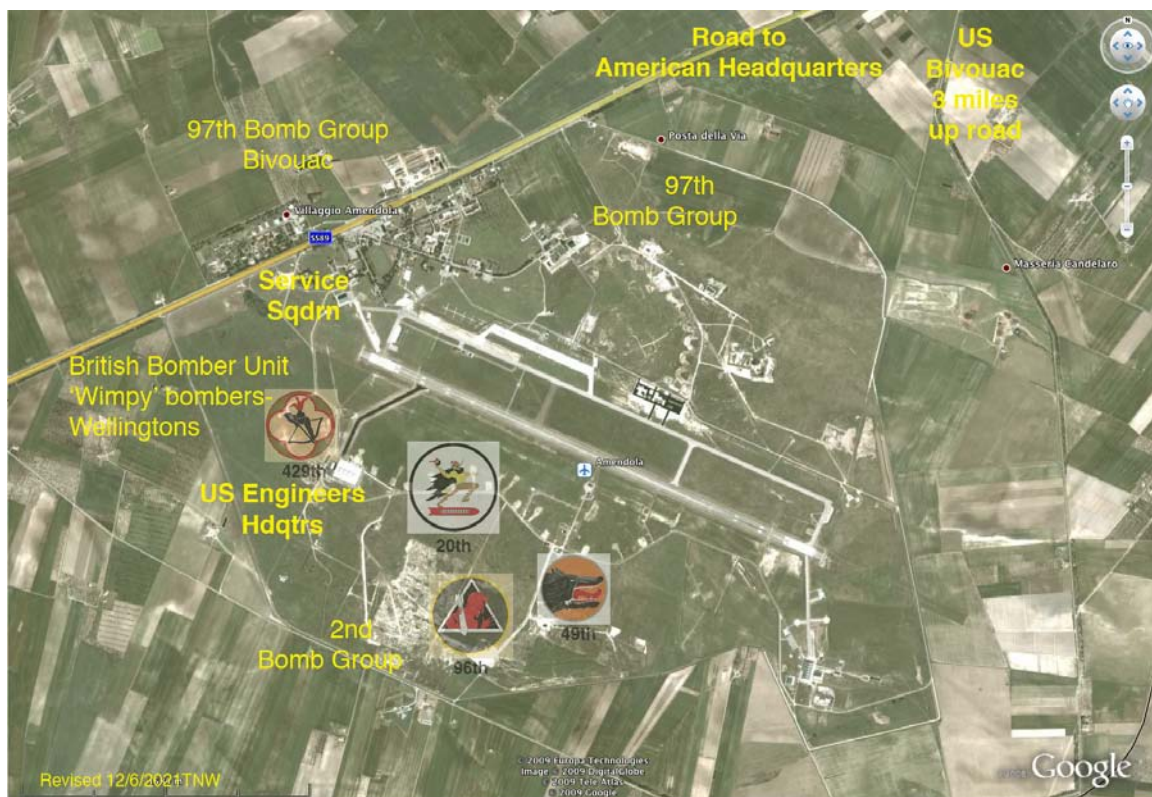 Road to
American Headquarters
US
Bivouac
3 miles
up road
N
97th Bomb Group
Bivouac
Posta della Via
97th
Bomb Group
Villaggio Amendola
SS89
Masseria Candelaro
Service
Sqdrn
British Bomber Unit
'Wimpy' bombers-
Wellingtons
429th
Amendola
US Engineers
Hdqtrs
20th
49th
2nd
Bomb Group
96th
© 2009 Europa Technologies
Image © 2009 DigitalGlobe
© 2009 Tele Atlas
© 2009 Google
Google
Revised 12/6/2021TNW